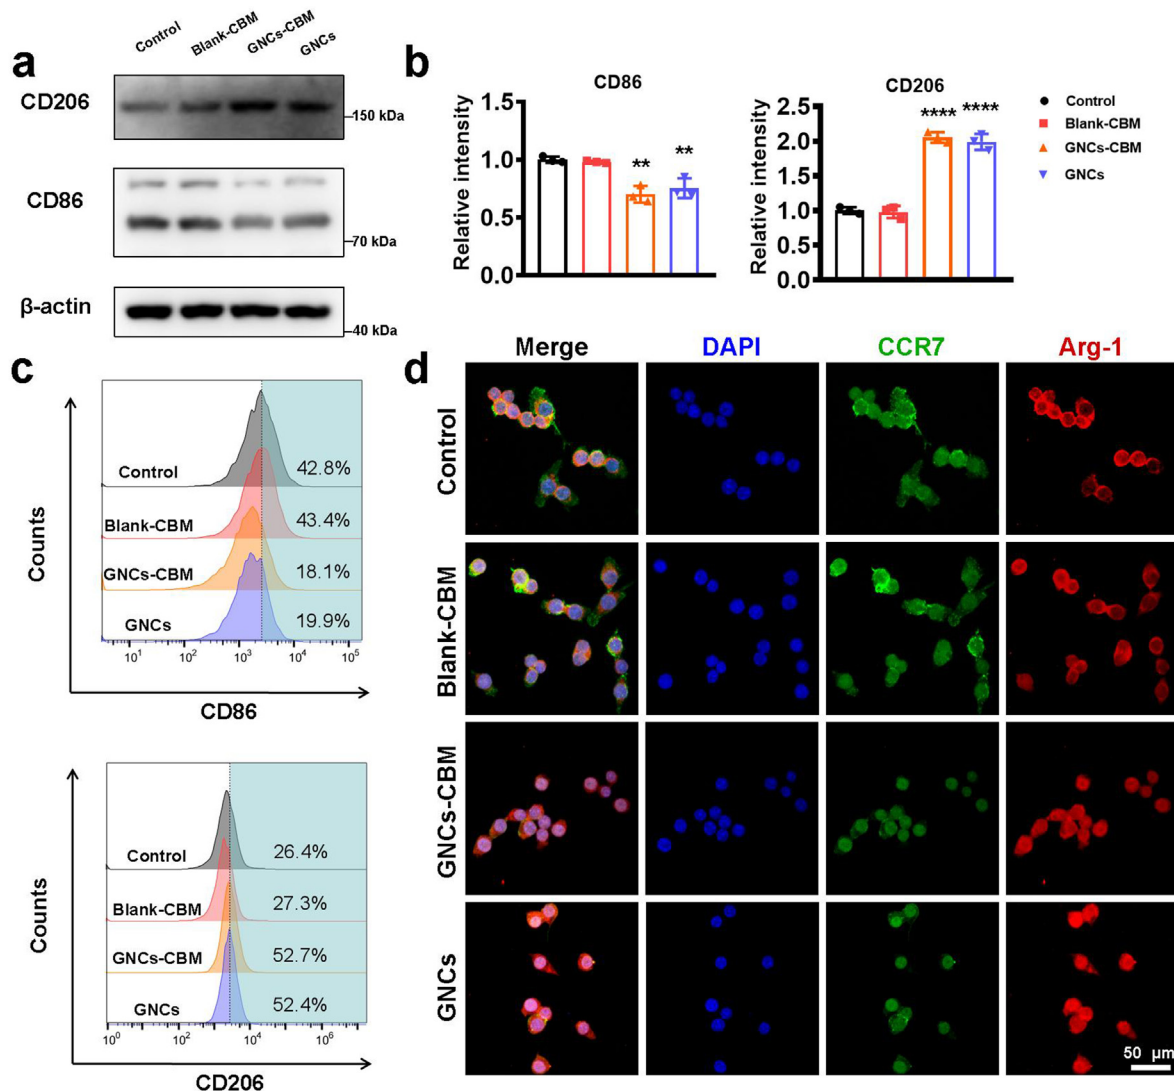 a
Control
Blank-CBM
GNCs-CBM
GNCs
CD206
150 kDa
CD86
70 kDa
β-actin
40 kDa
b
CD86
Relative intensity
1.5
1.0
0.5
0.0
**
**
CD206
Relative intensity
2.5
2.0
1.5
1.0
0.5
0.0
****
****
Control
Blank-CBM
GNCs-CBM
GNCs
c
Counts
Control 42.8%
Blank-CBM 43.4%
GNCs-CBM 18.1%
GNCs 19.9%
10¹ 10² 10³ 10⁴ 10⁵
CD86
Counts
Control 26.4%
Blank-CBM 27.3%
GNCs-CBM 52.7%
GNCs 52.4%
10⁰ 10² 10⁴ 10⁶
CD206
d
Merge DAPI CCR7 Arg-1
Control
Blank-CBM
GNCs-CBM
GNCs
50 μm